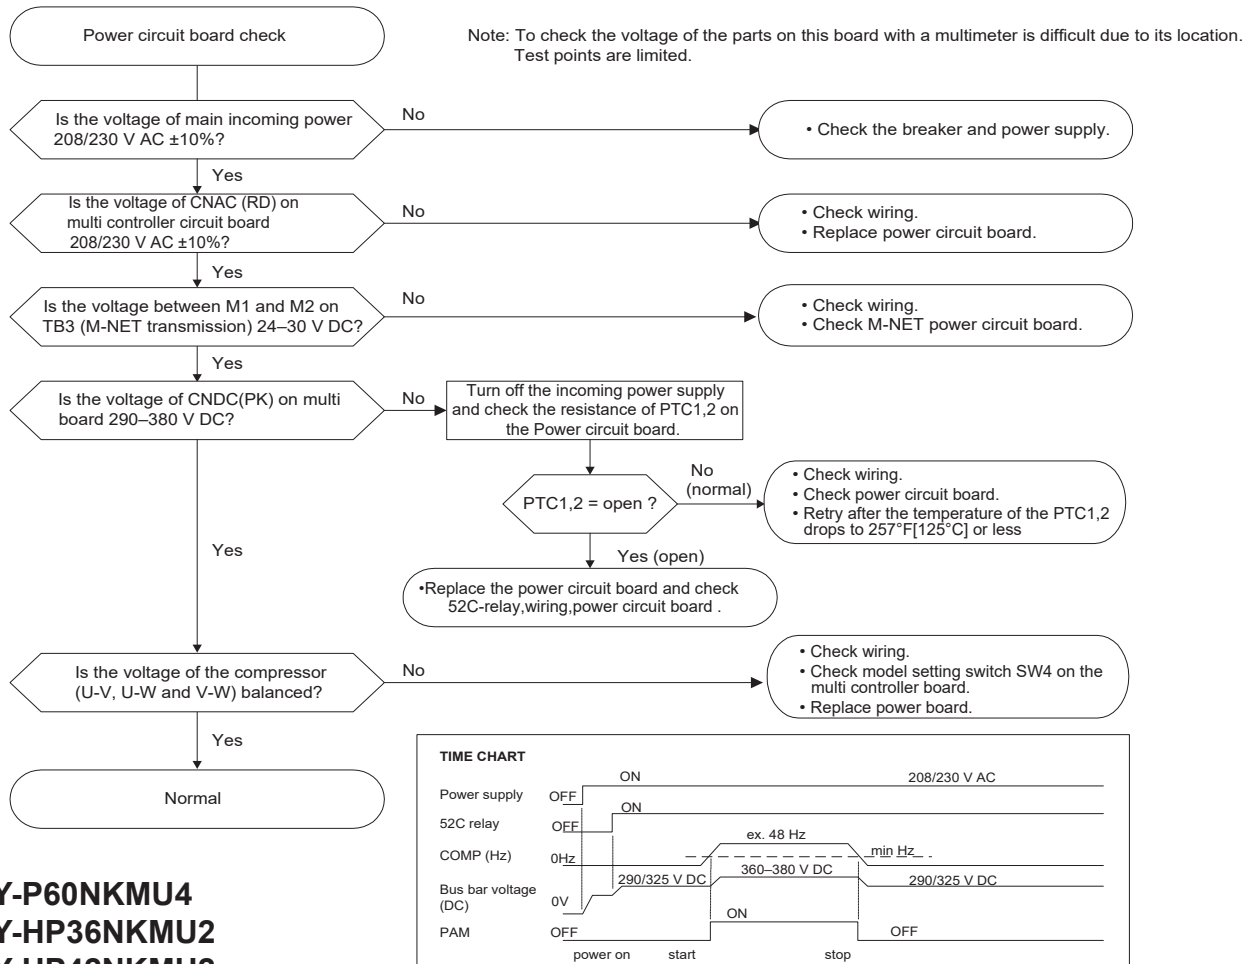 Power circuit board check
Note: To check the voltage of the parts on this board with a multimeter is difficult due to its location.
Test points are limited.
Is the voltage of main incoming power
208/230 V AC ±10%?
No
• Check the breaker and power supply.
Yes
Is the voltage of CNAC (RD) on
multi controller circuit board
208/230 V AC ±10%?
No
• Check wiring.
• Replace power circuit board.
Yes
Is the voltage between M1 and M2 on
TB3 (M-NET transmission) 24–30 V DC?
No
• Check wiring.
• Check M-NET power circuit board.
Yes
Is the voltage of CNDC(PK) on multi
board 290–380 V DC?
No
Turn off the incoming power supply
and check the resistance of PTC1,2 on
the Power circuit board.
PTC1,2 = open ?
No
(normal)
• Check wiring.
• Check power circuit board.
• Retry after the temperature of the PTC1,2
drops to 257°F[125°C] or less
Yes (open)
•Replace the power circuit board and check
52C-relay,wiring,power circuit board .
Yes
Is the voltage of the compressor
(U-V, U-W and V-W) balanced?
No
• Check wiring.
• Check model setting switch SW4 on the
multi controller board.
• Replace power board.
Yes
Normal
TIME CHART
Power supply OFF ON 208/230 V AC
52C relay OFF ON
COMP (Hz) 0Hz ex. 48 Hz min Hz
Bus bar voltage
(DC)
0V 290/325 V DC 360–380 V DC 290/325 V DC
PAM OFF ON OFF
power on start stop
Y-P60NKMU4
Y-HP36NKMU2